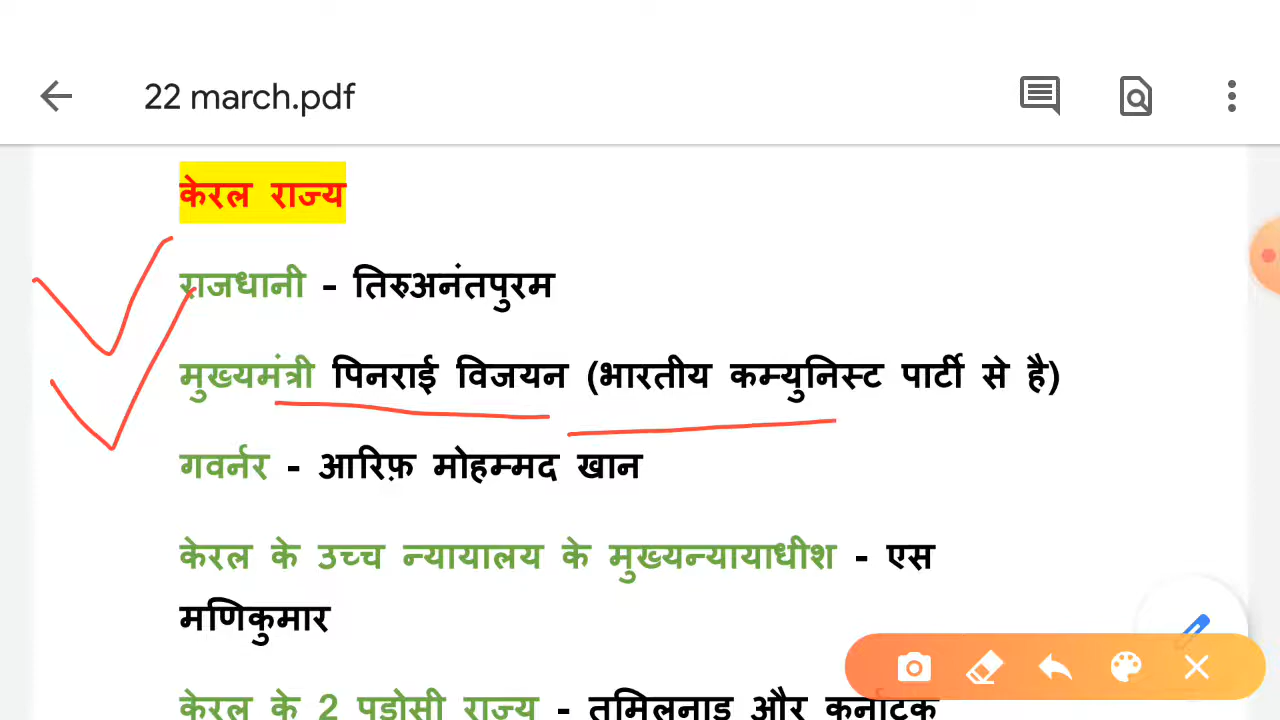 22 march.pdf
केरल राज्य
राजधानी - तिरुअनंतपुरम
मुख्यमंत्री पिनराई विजयन (भारतीय कम्युनिस्ट पार्टी से है)
गवर्नर - आरिफ़ मोहम्मद खान
केरल के उच्च न्यायालय के मुख्यन्यायाधीश - एस
मणिकुमार
केरल के 2 पड़ोसी राज्य - तमिलनाडु और कर्नाटक